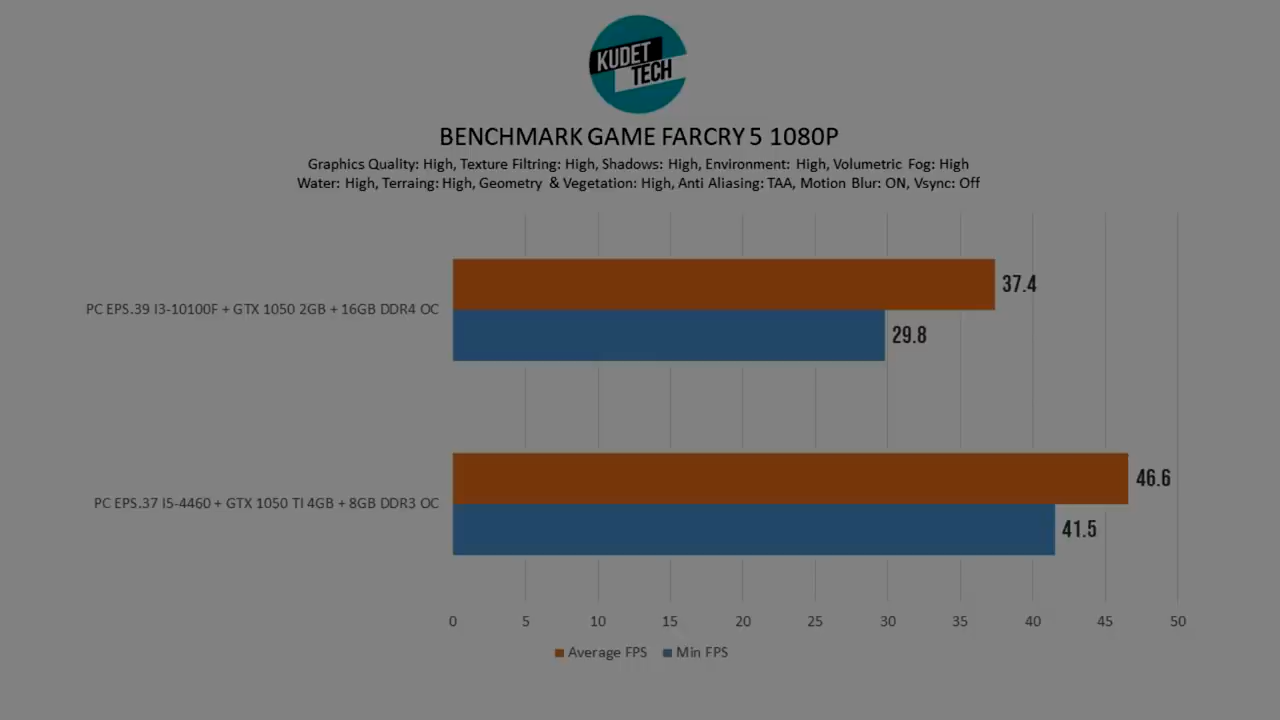 KUDET
TECH
BENCHMARK GAME FARCRY 5 1080P
Graphics Quality: High, Texture Filtring: High, Shadows: High, Environment: High, Volumetric Fog: High
Water: High, Terraing: High, Geometry & Vegetation: High, Anti Aliasing: TAA, Motion Blur: ON, Vsync: Off
37.4
PC EPS.39 I3-10100F + GTX 1050 2GB + 16GB DDR4 OC
29.8
46.6
PC EPS.37 I5-4460 + GTX 1050 TI 4GB + 8GB DDR3 OC
41.5
0 5 10 15 20 25 30 35 40 45 50
Average FPS Min FPS